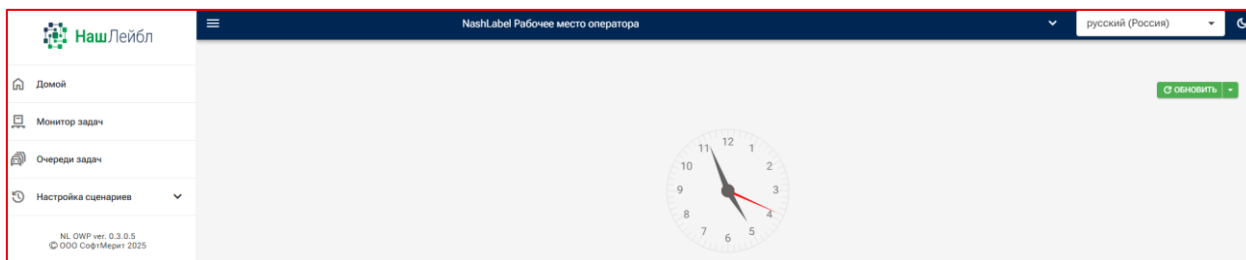 НашЛейбл
NashLabel Рабочее место оператора
русский (Россия)
Домой
Монитор задач
Очереди задач
Настройка сценариев
NL OWP ver. 0.3.0.5
© ООО СофтМерит 2025
ОБНОВИТЬ
12
1
2
3
4
5
6
7
8
9
10
11